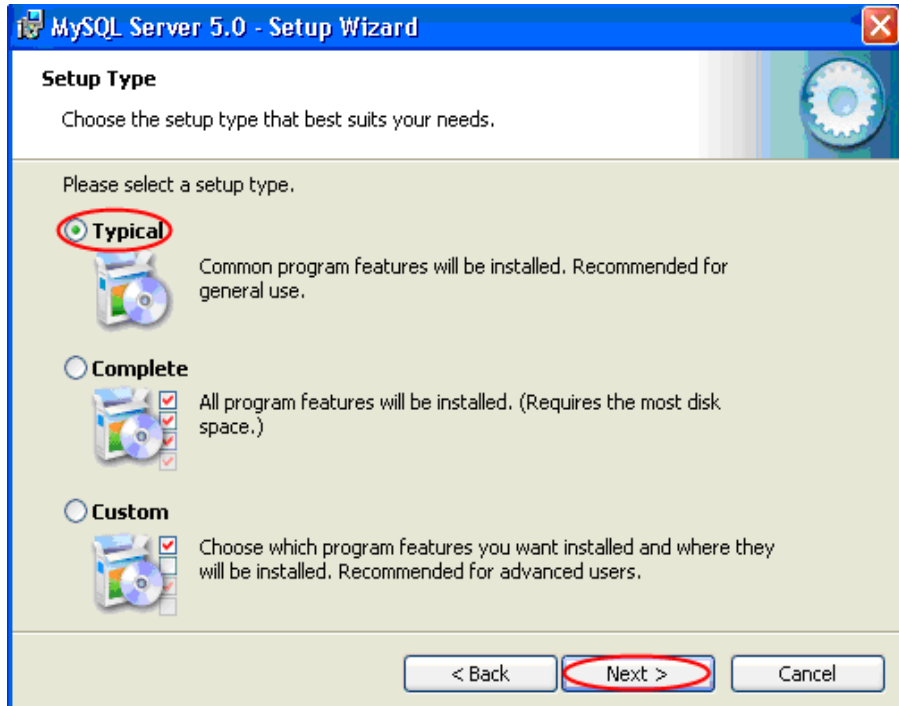 MySQL Server 5.0 - Setup Wizard
Setup Type
Choose the setup type that best suits your needs.
Please select a setup type.
Typical
Common program features will be installed. Recommended for
general use.
Complete
All program features will be installed. (Requires the most disk
space.)
Custom
Choose which program features you want installed and where they
will be installed. Recommended for advanced users.
< Back
Next >
Cancel